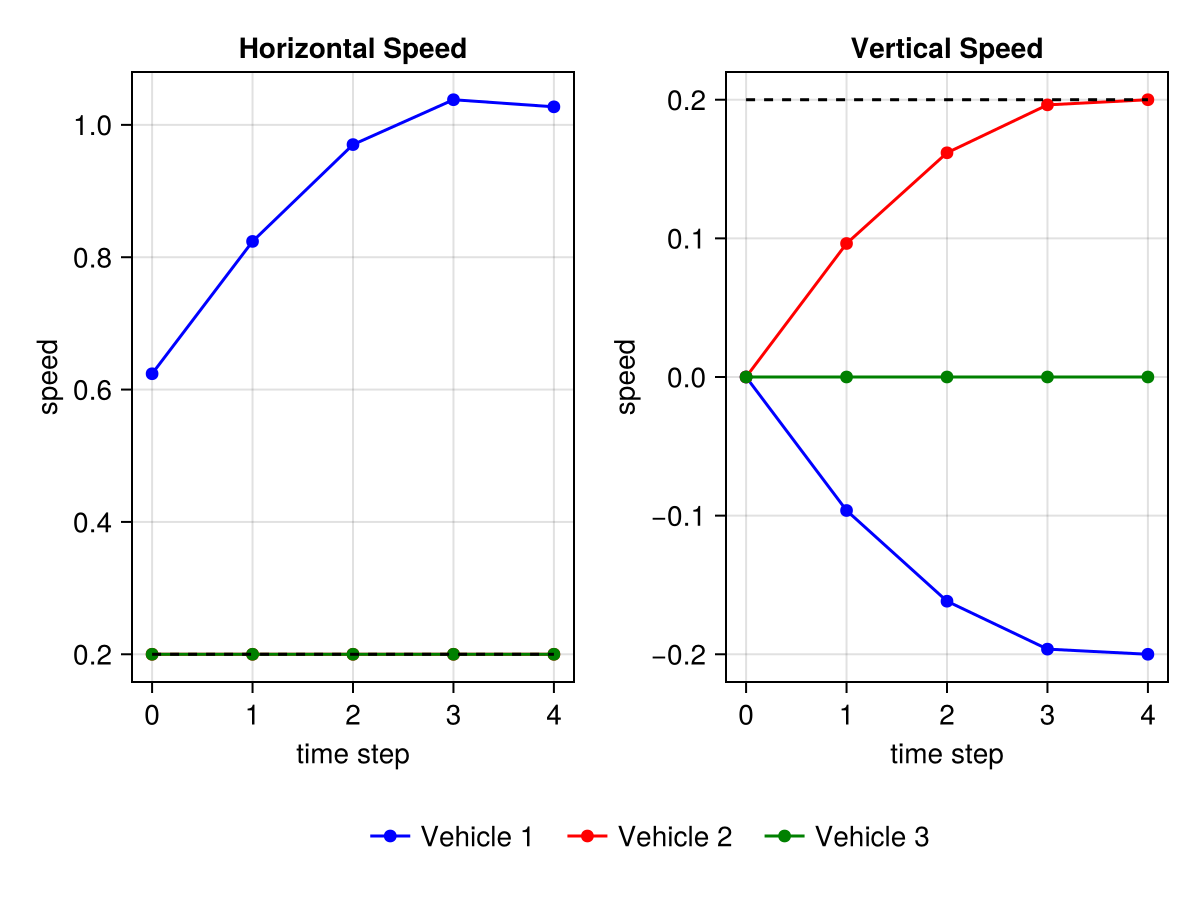 Horizontal Speed
Vertical Speed
speed
1.0
0.8
0.6
0.4
0.2
0 1 2 3 4
time step
speed
0.2
0.1
0.0
−0.1
−0.2
0 1 2 3 4
time step
Vehicle 1 Vehicle 2 Vehicle 3